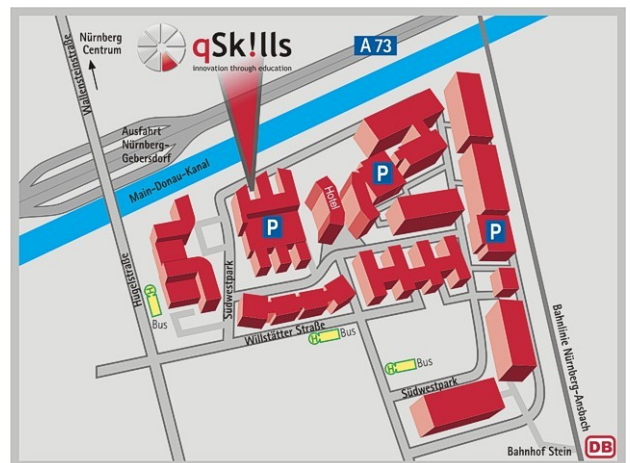 Nürnberg
Centrum
Wallensteinstraße
qSk!lls
innovation through education
A 73
Ausfahrt
Nürnberg-
Gebersdorf
Main-Donau-Kanal
Hügelstraße
H
Bus
Südwestpark
P
Hotel
P
P
Willstätter Straße
H
Bus
H
Bus
Südwestpark
Bahnlinie Nürnberg-Ansbach
Bahnhof Stein
DB